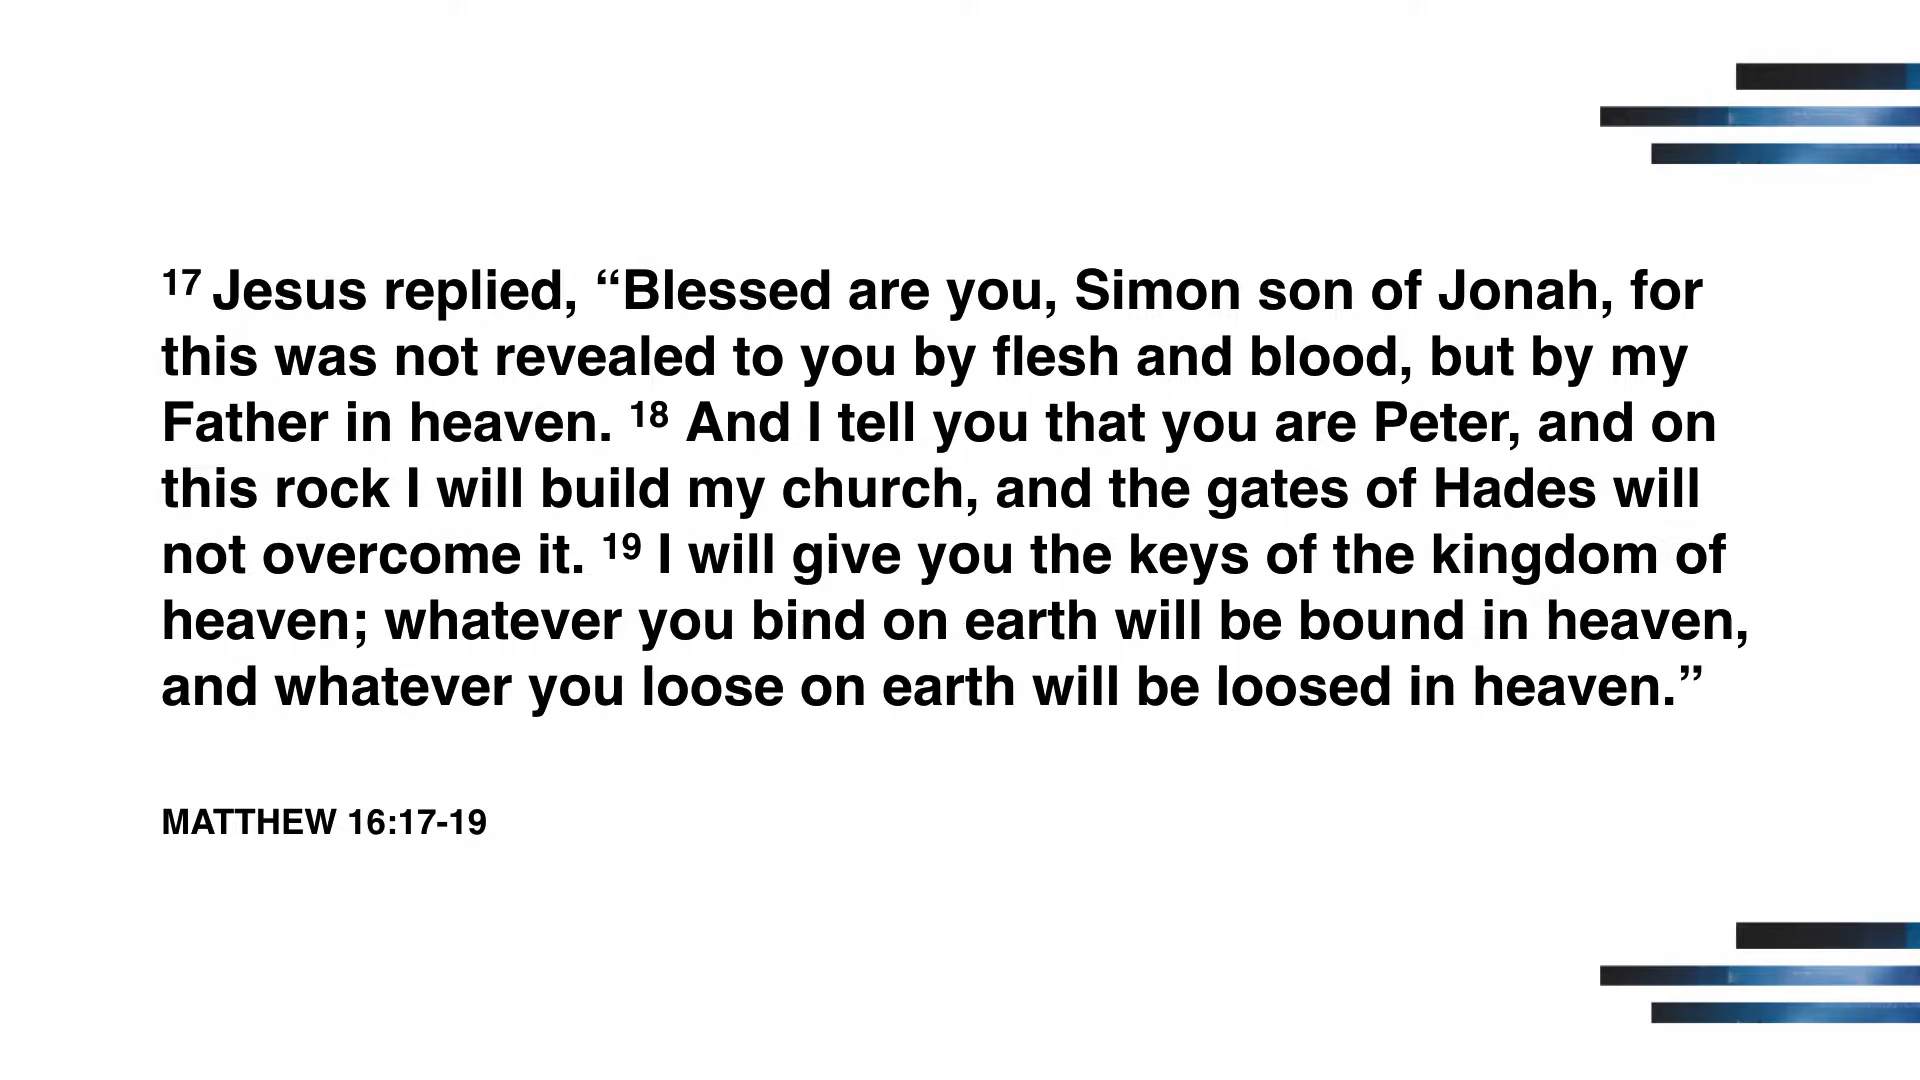 17 Jesus replied, “Blessed are you, Simon son of Jonah, for
this was not revealed to you by flesh and blood, but by my
Father in heaven. 18 And I tell you that you are Peter, and on
this rock I will build my church, and the gates of Hades will
not overcome it. 19 I will give you the keys of the kingdom of
heaven; whatever you bind on earth will be bound in heaven,
and whatever you loose on earth will be loosed in heaven.”
MATTHEW 16:17-19